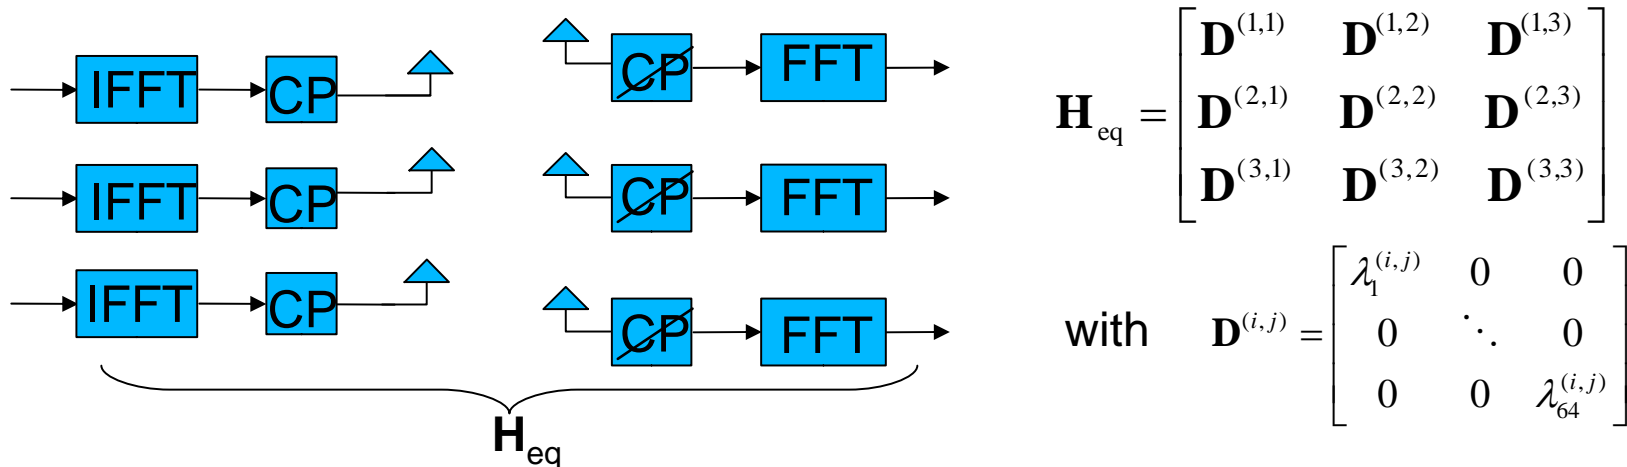 IFFT CP CP FFT
IFFT CP CP FFT
IFFT CP CP FFT
H_eq
H_eq = [ D^(1,1) D^(1,2) D^(1,3)
D^(2,1) D^(2,2) D^(2,3)
D^(3,1) D^(3,2) D^(3,3) ]
with D^(i,j) = [ λ_1^(i,j) 0 0
0 ⋱ 0
0 0 λ_64^(i,j) ]